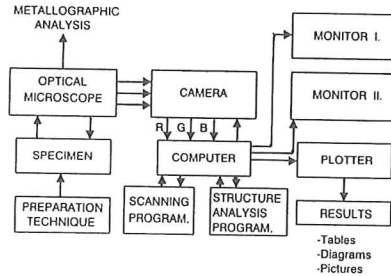 METALLOGRAPHIC
ANALYSIS
OPTICAL
MICROSCOPE
CAMERA
MONITOR I.
MONITOR II.
R G B
SPECIMEN
COMPUTER
PLOTTER
PREPARATION
TECHNIQUE
SCANNING
PROGRAM.
STRUCTURE
ANALYSIS
PROGRAM.
RESULTS
-Tables
-Diagrams
-Pictures